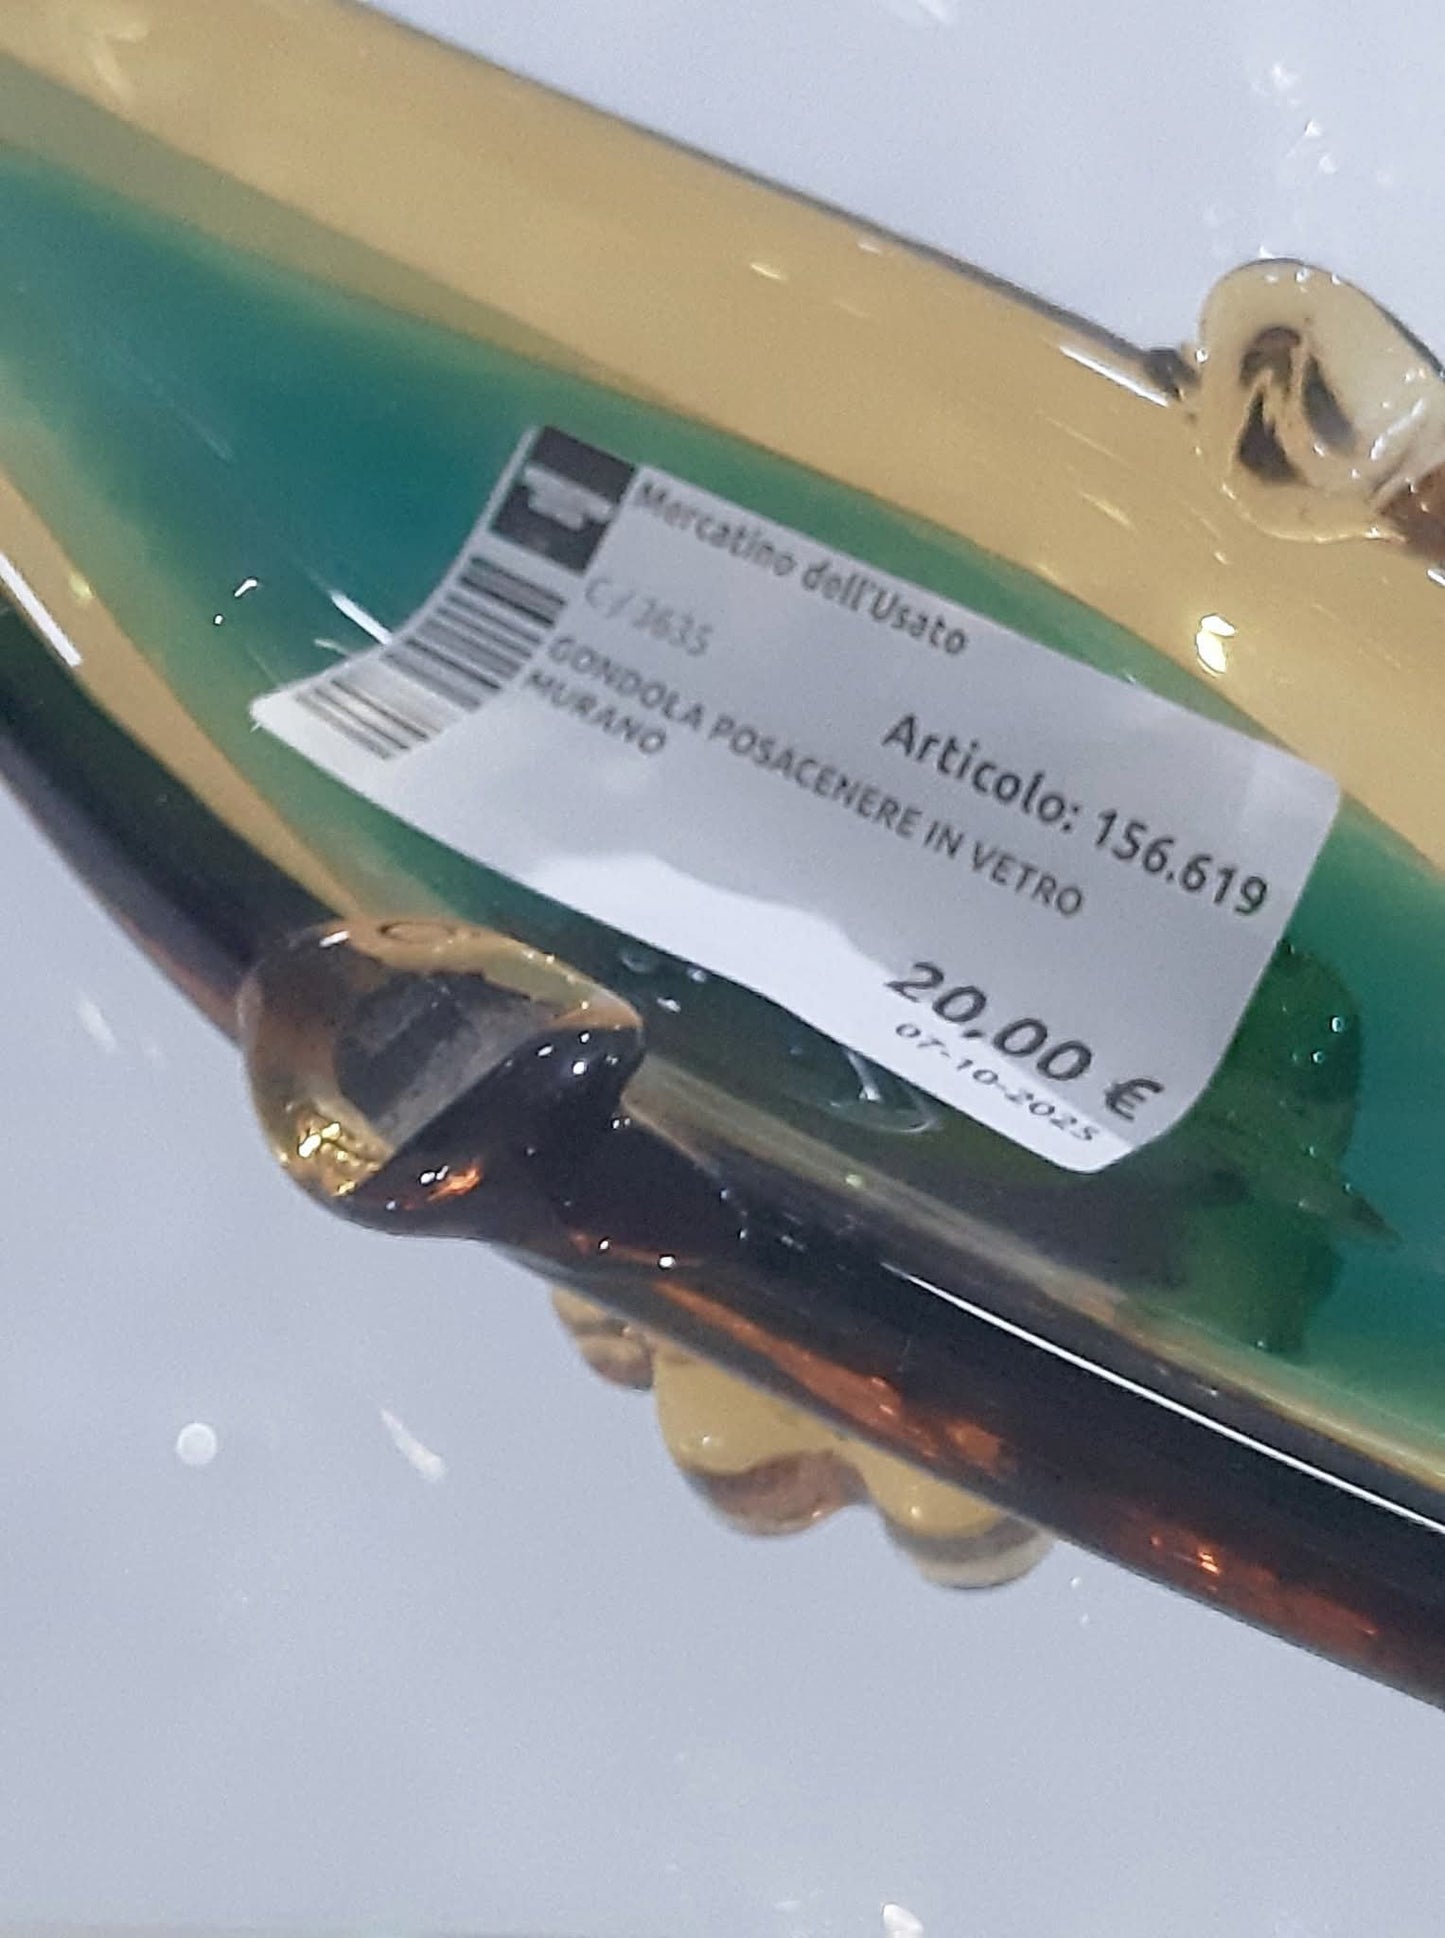 Mercatino dell'Usato
C / 3635
Articolo: 156.619
GONDOLA POSACENERE IN VETRO
MURANO
20,00 €
07-10-2025